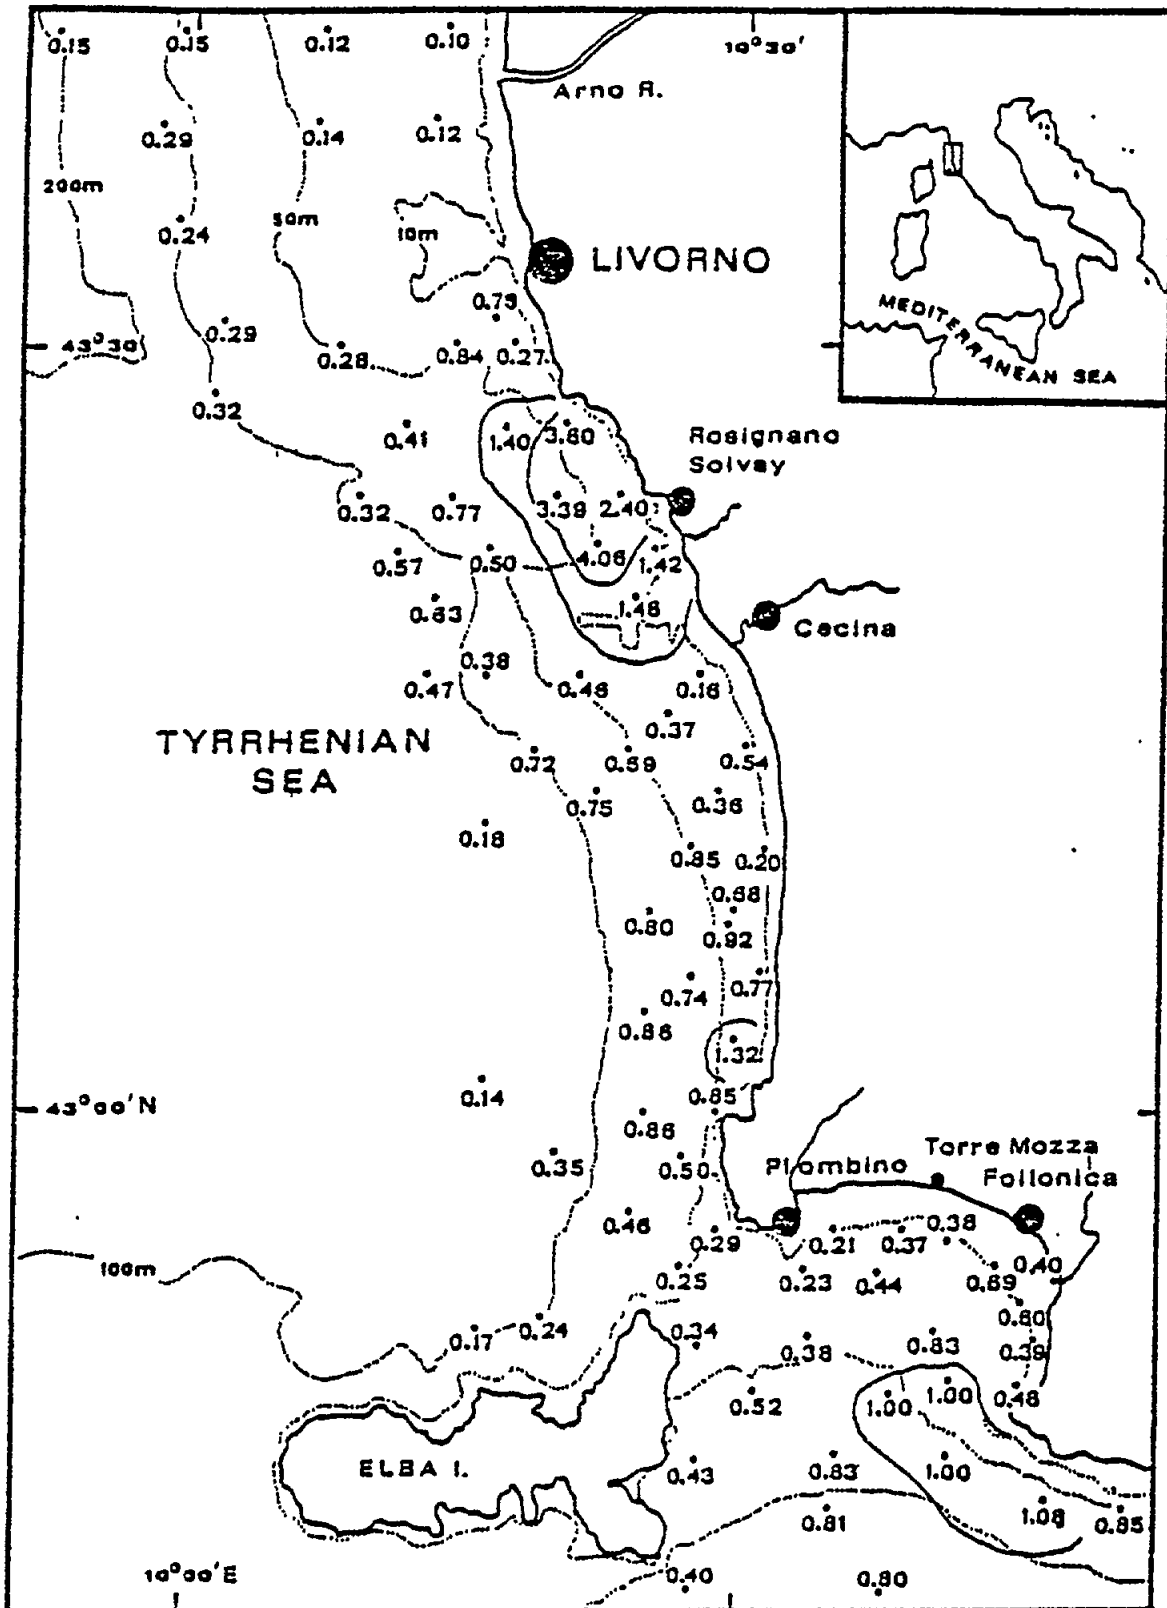 0.15 0.15 0.12 0.10 10°30'
Arno R.
0.29 0.14 0.12
200m
0.24 50m 10m
LIVORNO
0.79
43°30' 0.29 0.28 0.84 0.27
MEDITERRANEAN SEA
0.32 0.41 1.40 3.80
Rosignano
Solvay
0.32 0.77 3.39 2.40
0.57 0.50 4.06 1.42
0.63 1.48
Cecina
0.47 0.38 0.46 0.16
0.37
TYRRHENIAN
SEA
0.72 0.59 0.54
0.75 0.36
0.18 0.85 0.20
0.68
0.80 0.92
0.74 0.77
0.86
1.32
0.14 0.85
43°00'N
0.86
0.35 0.50
Piombino
Torre Mozza
Follonica
0.46 0.29 0.21 0.37 0.38
100m
0.25 0.23 0.44 0.69 0.40
0.60
0.17 0.24 0.34 0.38 0.83 0.39
0.52 1.00 1.00 0.48
ELBA I.
0.43 0.83 1.00
0.81 1.08 0.85
10°00'E
0.40 0.80